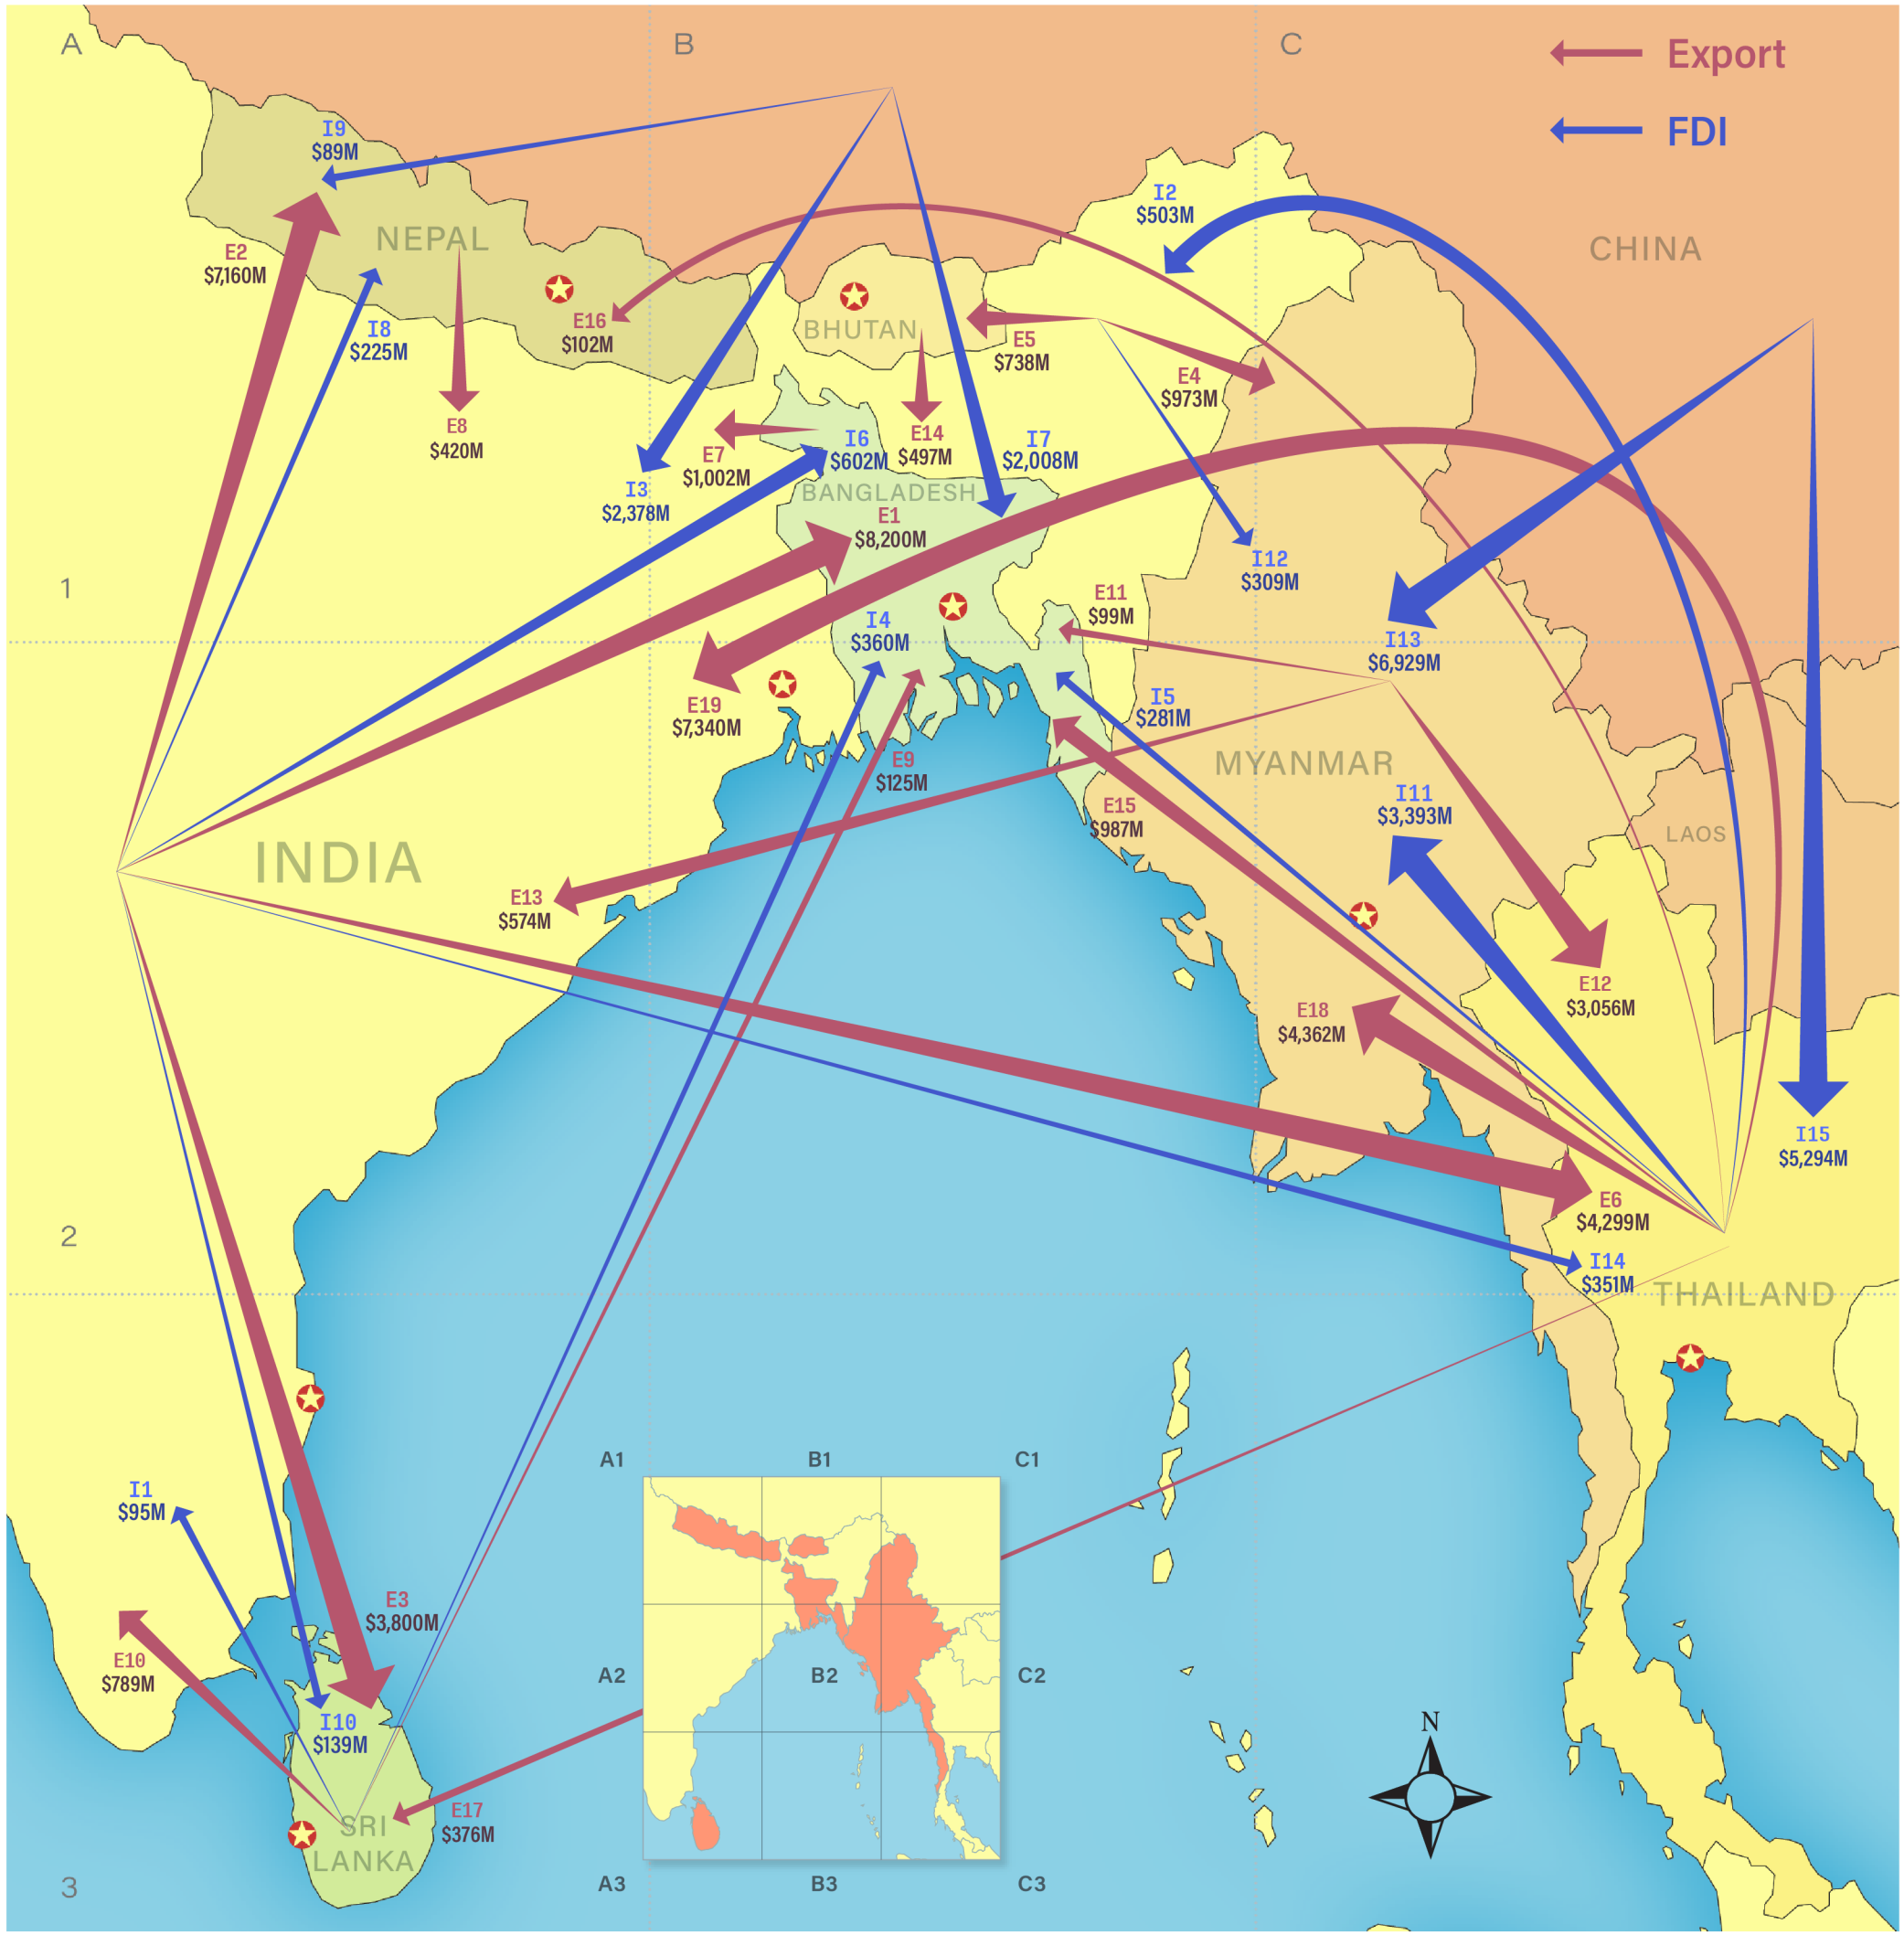 A
B
C
Export
FDI
I9
$89M
I2
$503M
NEPAL
CHINA
E2
$7,160M
E16
$102M
I8
$225M
BHUTAN
E5
$738M
E4
$973M
E8
$420M
E14
$497M
E7
$1,002M
I6
$602M
I7
$2,008M
I3
$2,378M
BANGLADESH
E1
$8,200M
I12
$309M
1
E11
$99M
I4
$360M
I13
$6,929M
E19
$7,340M
I5
$281M
MYANMAR
E9
$125M
E15
$987M
I11
$3,393M
LAOS
INDIA
E13
$574M
E12
$3,056M
E18
$4,362M
I15
$5,294M
E6
$4,299M
2
I14
$351M
THAILAND
A1
B1
C1
I1
$95M
E3
$3,800M
E10
$789M
A2
B2
C2
I10
$139M
N
SRI
LANKA
E17
$376M
3
A3
B3
C3